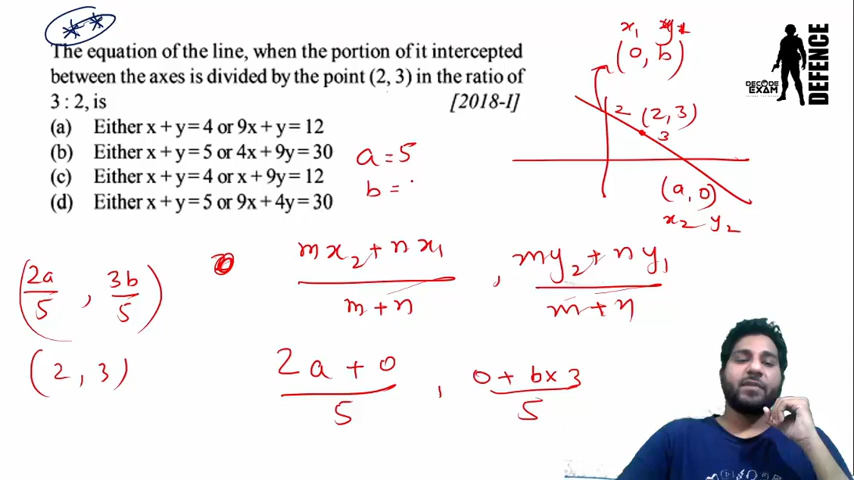 **
The equation of the line, when the portion of it intercepted
between the axes is divided by the point (2, 3) in the ratio of
3 : 2, is [2018-I]
(a) Either x + y = 4 or 9x + y = 12
(b) Either x + y = 5 or 4x + 9y = 30
(c) Either x + y = 4 or x + 9y = 12
(d) Either x + y = 5 or 9x + 4y = 30
a = 5
b =
x₁
(0, b)
2 (2, 3)
3
(a, 0)
x₂ y₂
DECODE
EXAM
DEFENCE
(2a/5 , 3b/5)
(2, 3)
mx₂ + nx₁ / m + n , my₂ + ny₁ / m + n
2a + 0 / 5 , 0 + b × 3 / 5